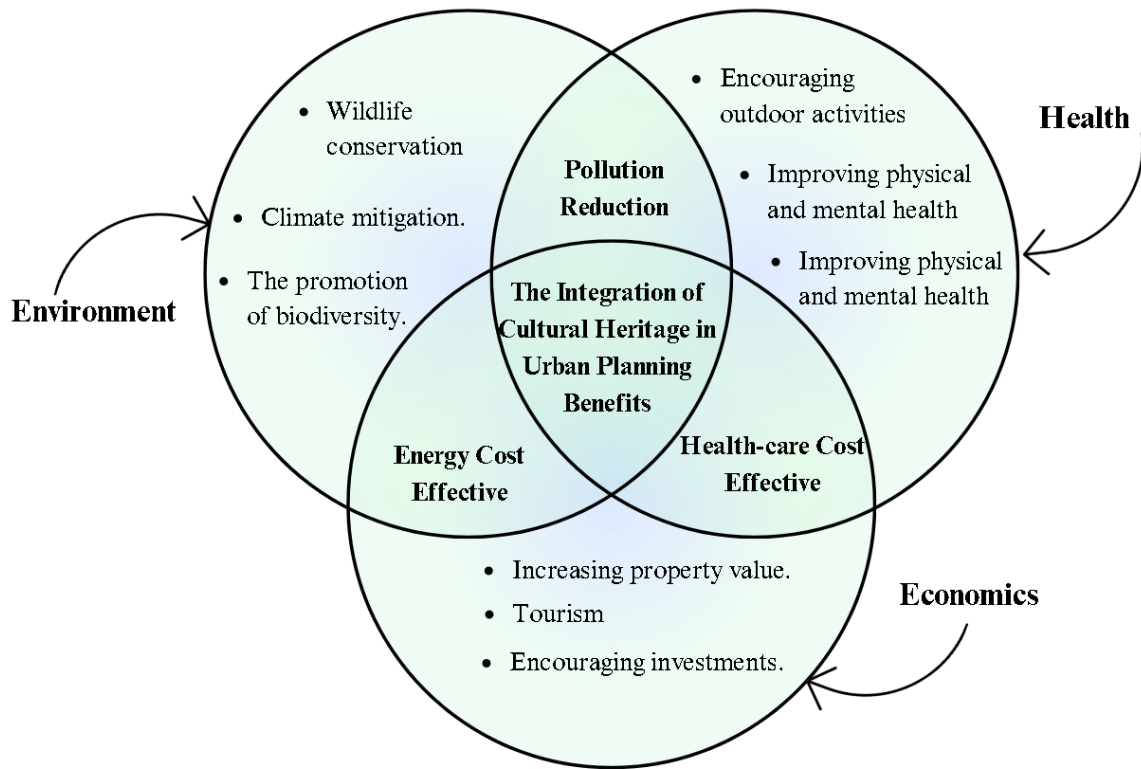 • Encouraging
outdoor activities
Health
• Wildlife
conservation
Pollution
Reduction
• Improving physical
and mental health
• Climate mitigation.
• Improving physical
and mental health
• The promotion
of biodiversity.
Environment
The Integration of
Cultural Heritage in
Urban Planning
Benefits
Energy Cost
Effective
Health-care Cost
Effective
• Increasing property value.
• Tourism
• Encouraging investments.
Economics